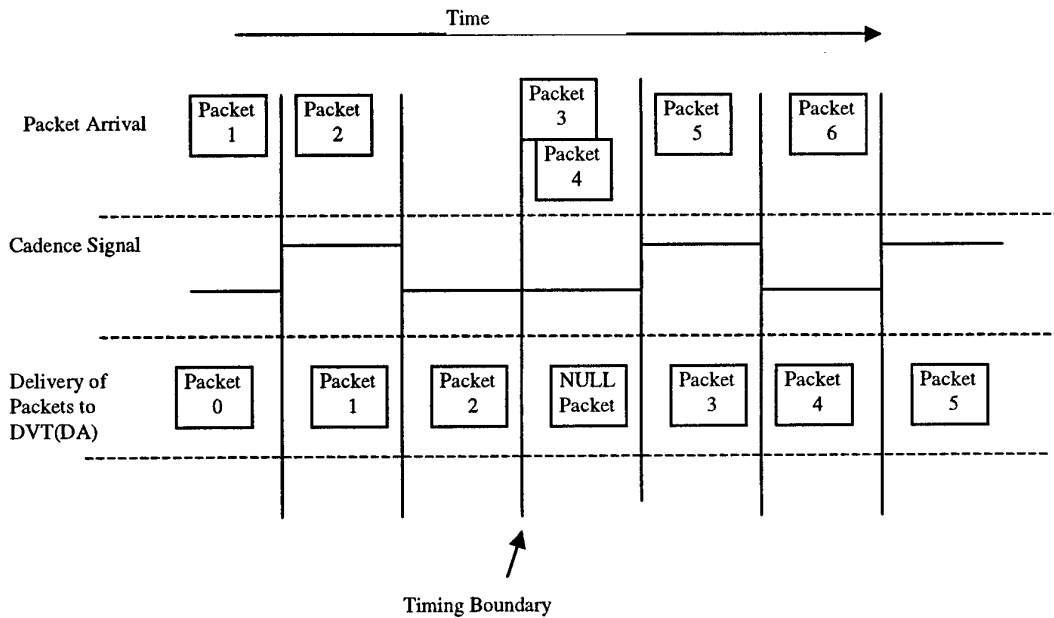 Time
Packet Arrival
Packet
1
Packet
2
Packet
3
Packet
4
Packet
5
Packet
6
Cadence Signal
Delivery of
Packets to
DVT(DA)
Packet
0
Packet
1
Packet
2
NULL
Packet
Packet
3
Packet
4
Packet
5
Timing Boundary